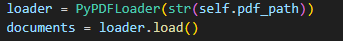 loader = PyPDFLoader(str(self.pdf_path))
documents = loader.load()